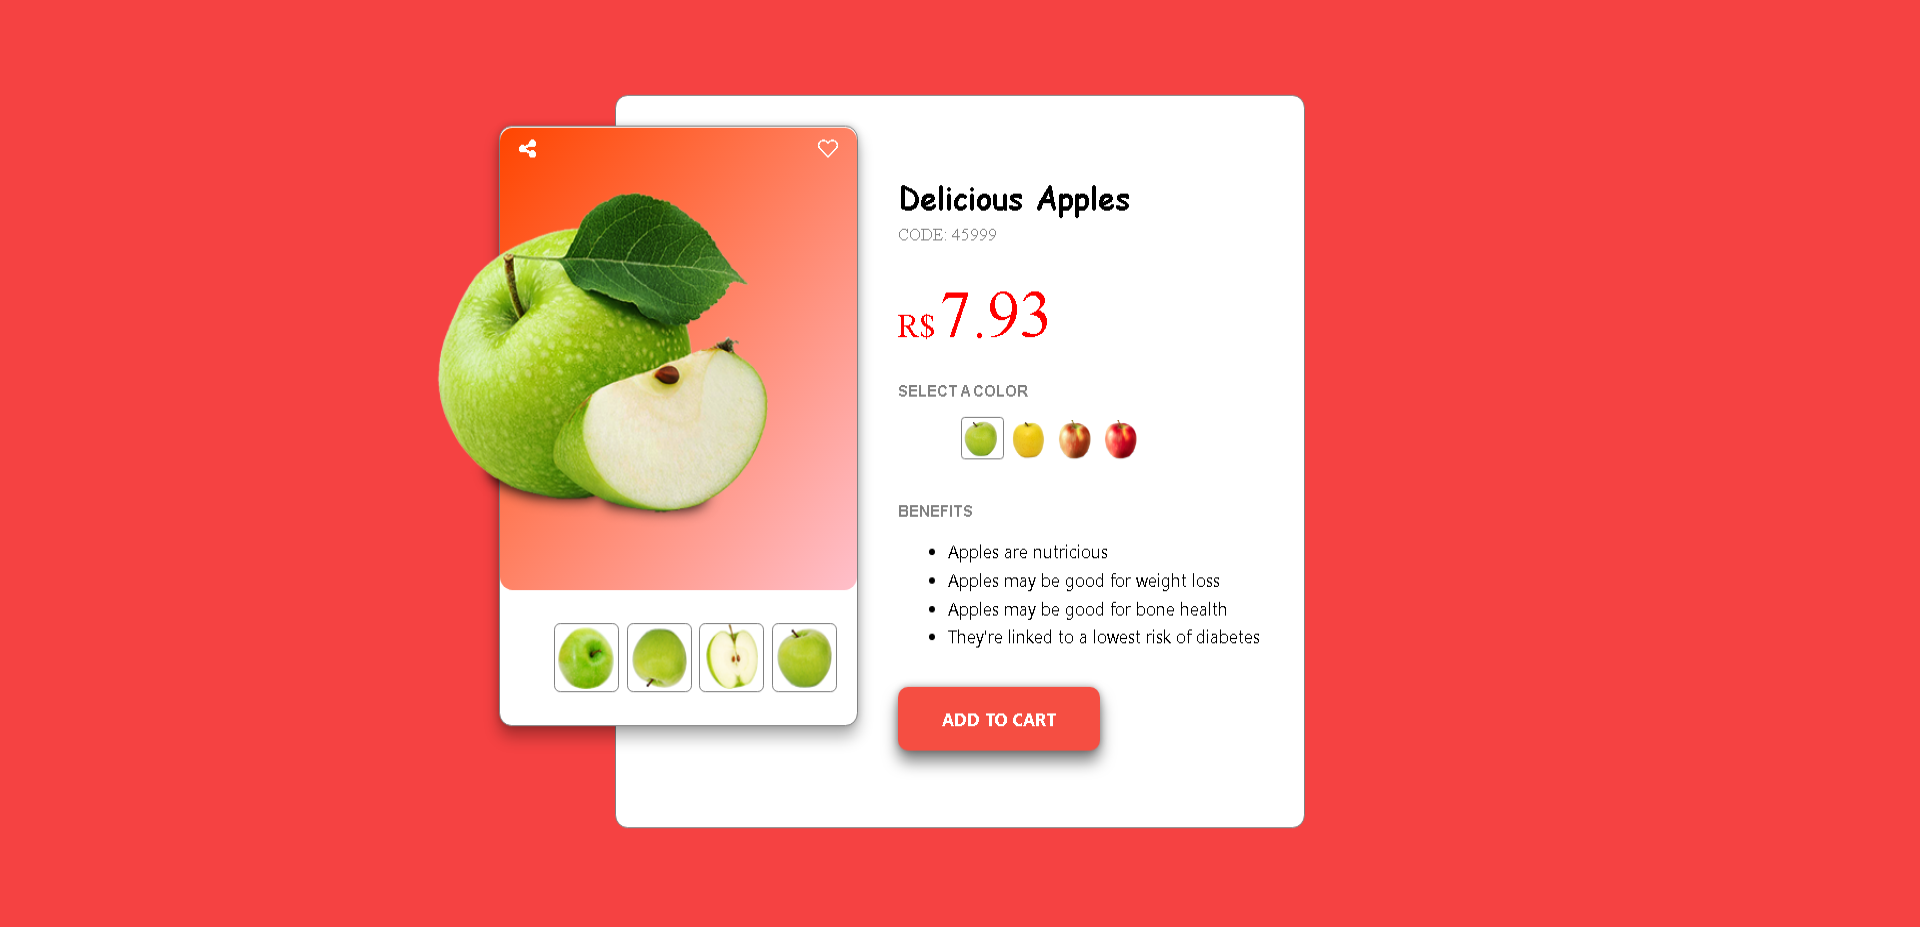 Delicious Apples
CODE: 45999
R$ 7.93
SELECT A COLOR
BENEFITS
Apples are nutricious
Apples may be good for weight loss
Apples may be good for bone health
They're linked to a lowest risk of diabetes
ADD TO CART